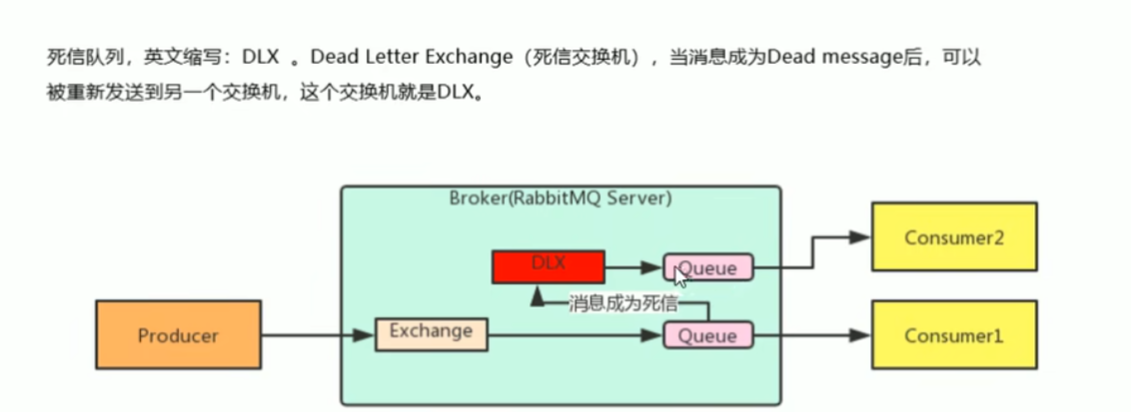 死信队列，英文缩写：DLX 。Dead Letter Exchange（死信交换机），当消息成为Dead message后，可以
被重新发送到另一个交换机，这个交换机就是DLX。
Broker(RabbitMQ Server)
Consumer2
DLX
Queue
消息成为死信
Producer
Exchange
Queue
Consumer1